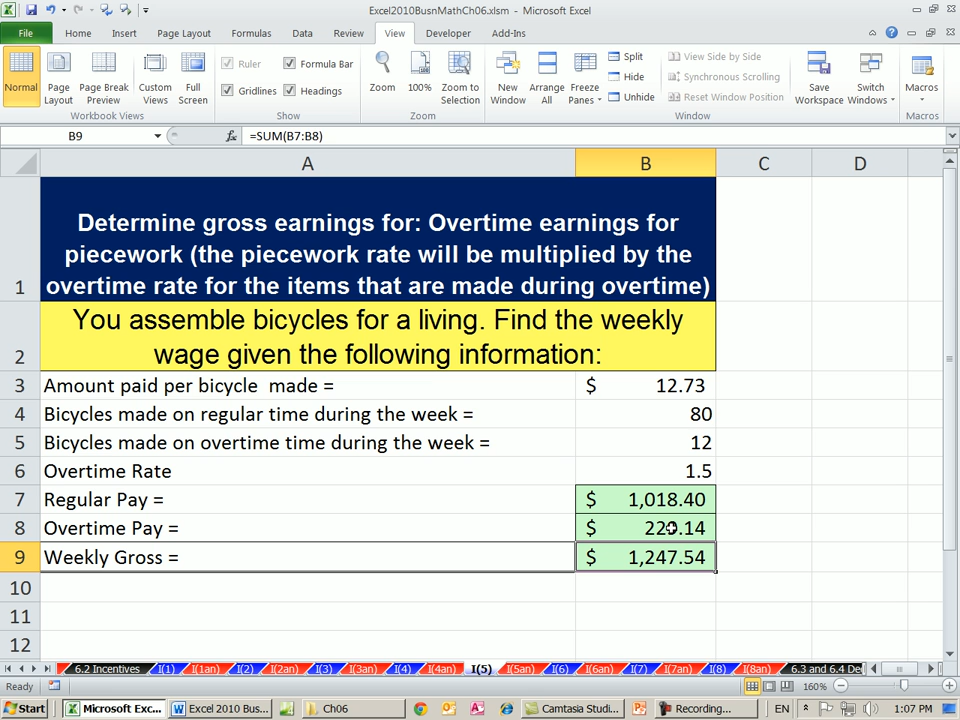 Excel2010BusnMathCh06.xlsm - Microsoft Excel
File Home Insert Page Layout Formulas Data Review View Developer Add-Ins
Normal
Page Layout
Page Break Preview
Custom Views
Full Screen
Workbook Views
Ruler
Formula Bar
Gridlines
Headings
Show
Zoom
100%
Zoom to Selection
Zoom
New Window
Arrange All
Freeze Panes
Split
Hide
Unhide
View Side by Side
Synchronous Scrolling
Reset Window Position
Window
Save Workspace
Switch Windows
Macros
Macros
B9 fx =SUM(B7:B8)
A B C D
1
Determine gross earnings for: Overtime earnings for
piecework (the piecework rate will be multiplied by the
overtime rate for the items that are made during overtime)
2
You assemble bicycles for a living. Find the weekly
wage given the following information:
3 Amount paid per bicycle made = $ 12.73
4 Bicycles made on regular time during the week = 80
5 Bicycles made on overtime time during the week = 12
6 Overtime Rate 1.5
7 Regular Pay = $ 1,018.40
8 Overtime Pay = $ 229.14
9 Weekly Gross = $ 1,247.54
10
11
12
6.2 Incentives I(1) I(1an) I(2) I(2an) I(3) I(3an) I(4) I(4an) I(5) I(5an) I(6) I(6an) I(7) I(7an) I(8) I(8an) 6.3 and 6.4 De
Ready 160%
Start Microsoft Exc... Excel 2010 Bus... Ch06 Camtasia Studi... Recording... EN 1:07 PM